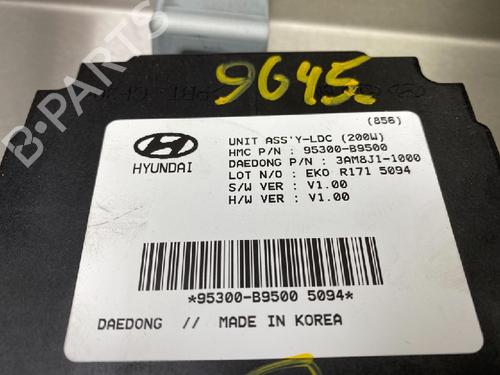 B-PARTS
9645
(856)
HYUNDAI
UNIT ASS'Y-LDC (200W)
HMC P/N : 95300-B9500
DAEDONG P/N : 3AM8J1-1000
LOT N/O : EKO R171 5094
S/W VER : V1.00
H/W VER : V1.00
*95300-B9500 5094*
DAEDONG // MADE IN KOREA